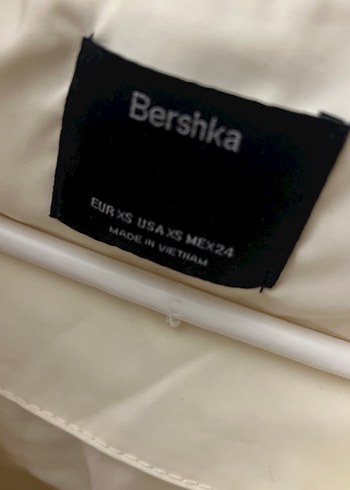 Bershka
EUR XS USA XS MEX 24
MADE IN VIETNAM